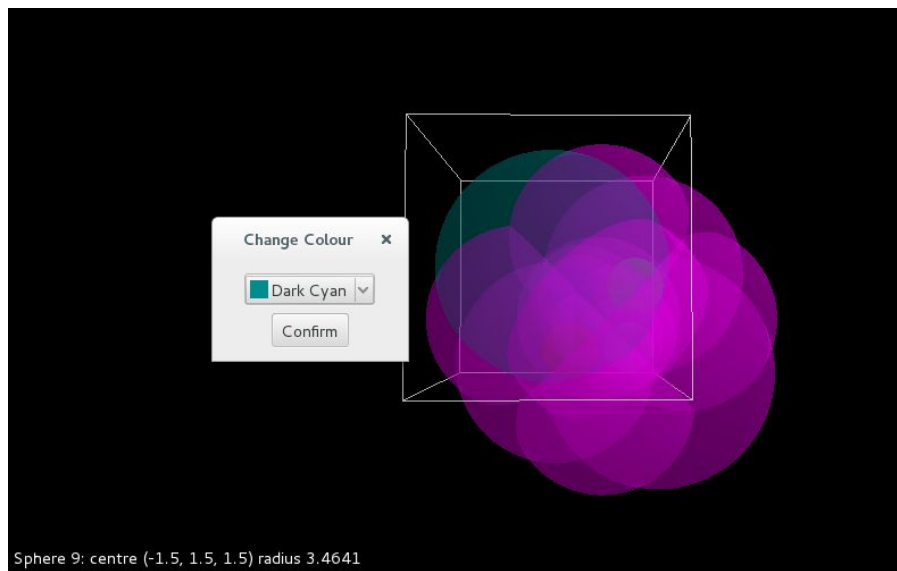 Change Colour
Dark Cyan
Confirm
Sphere 9: centre (-1.5, 1.5, 1.5) radius 3.4641